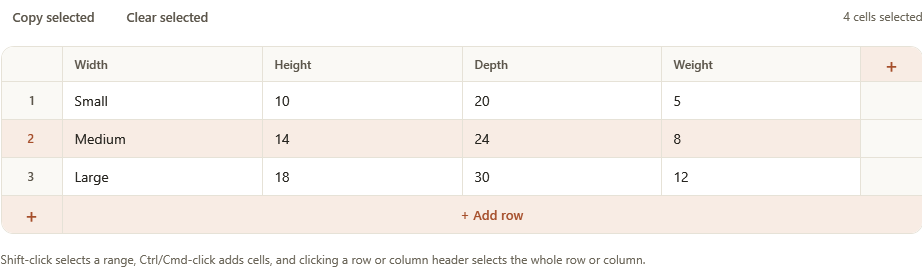 Copy selected Clear selected 4 cells selected
Width Height Depth Weight +
1 Small 10 20 5
2 Medium 14 24 8
3 Large 18 30 12
+ + Add row
Shift-click selects a range, Ctrl/Cmd-click adds cells, and clicking a row or column header selects the whole row or column.